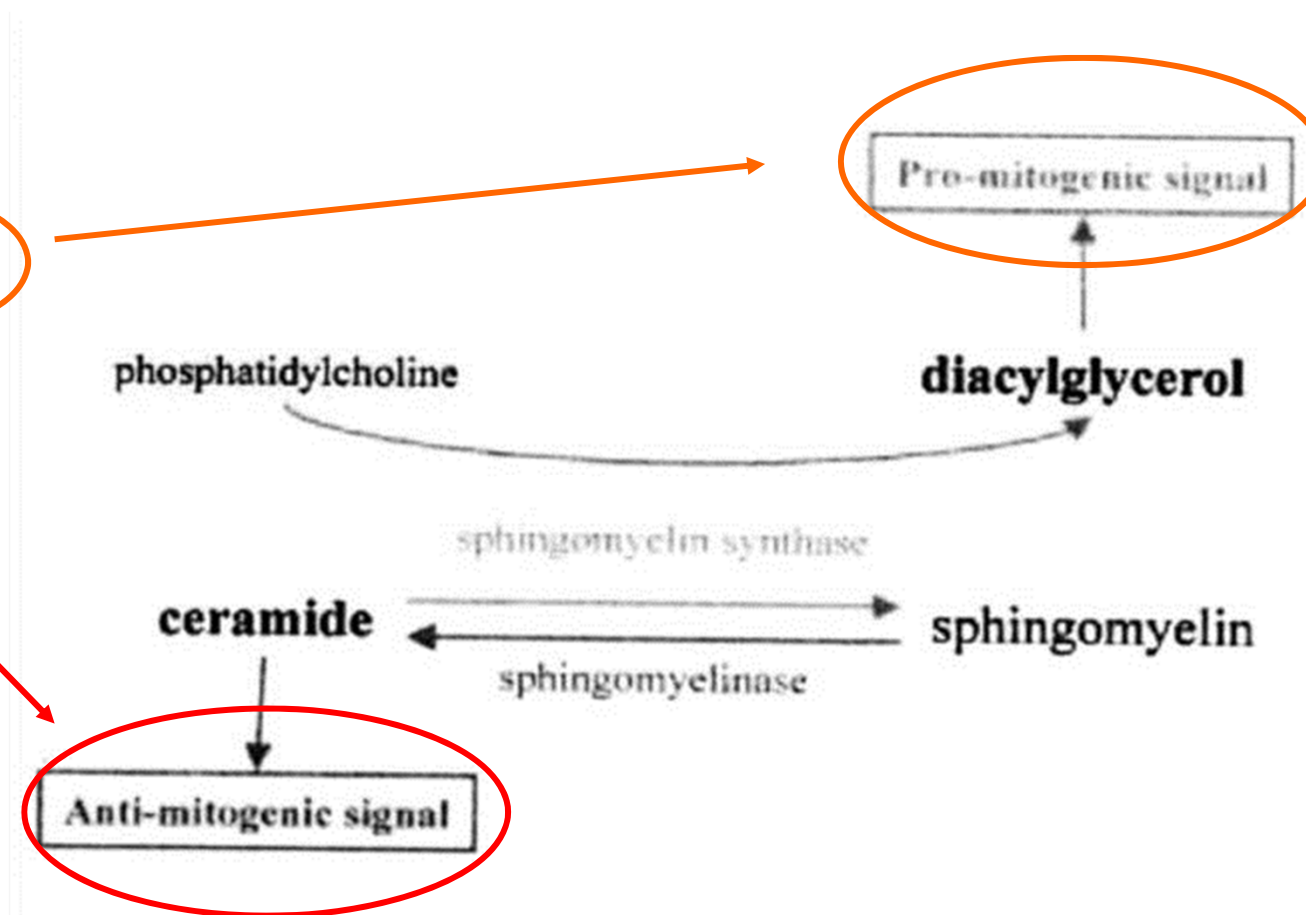 Pro-mitogenic signal
phosphatidylcholine
diacylglycerol
sphingomyelin synthase
ceramide
sphingomyelin
sphingomyelinase
Anti-mitogenic signal